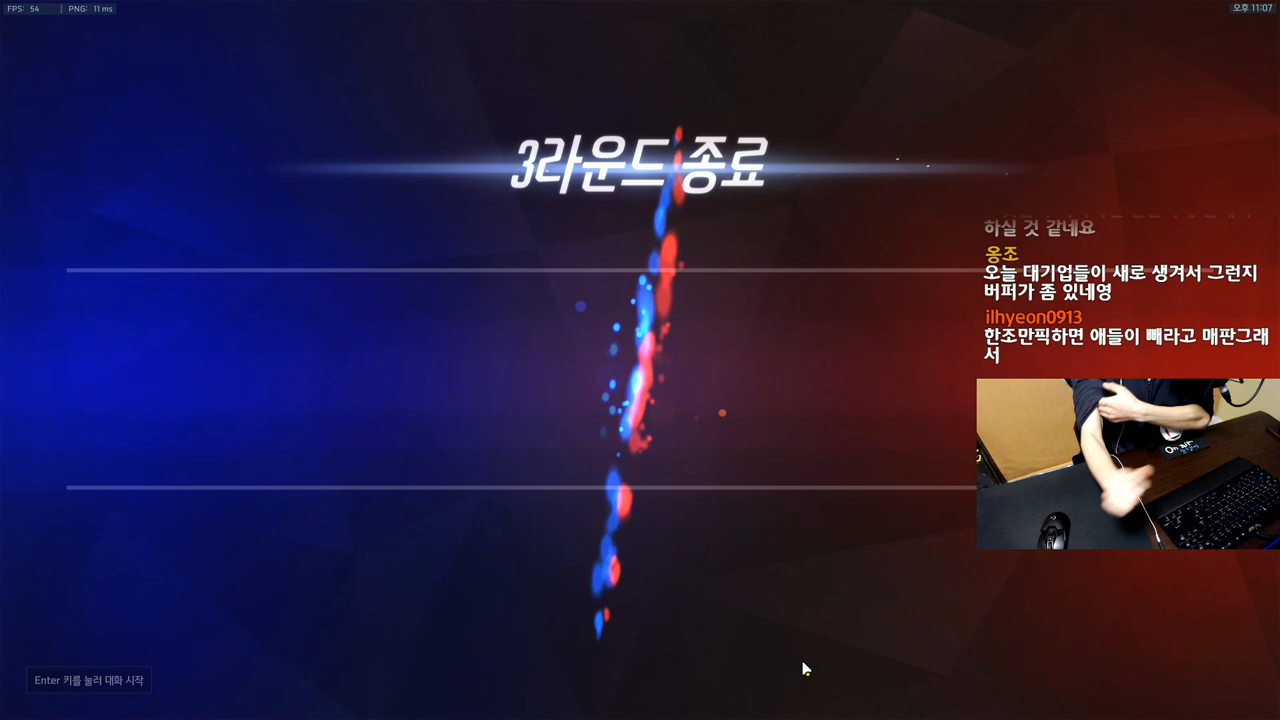 FPS: 54 | PNG: 11 ms
오후 11:07
3라운드 종료
하실 것 같네요
옹조
오늘 대기업들이 새로 생겨서 그런지
버퍼가 좀 있네영
ilhyeon0913
한조만픽하면 애들이 빼라고 매판그래
서
Enter 키를 눌러 대화 시작